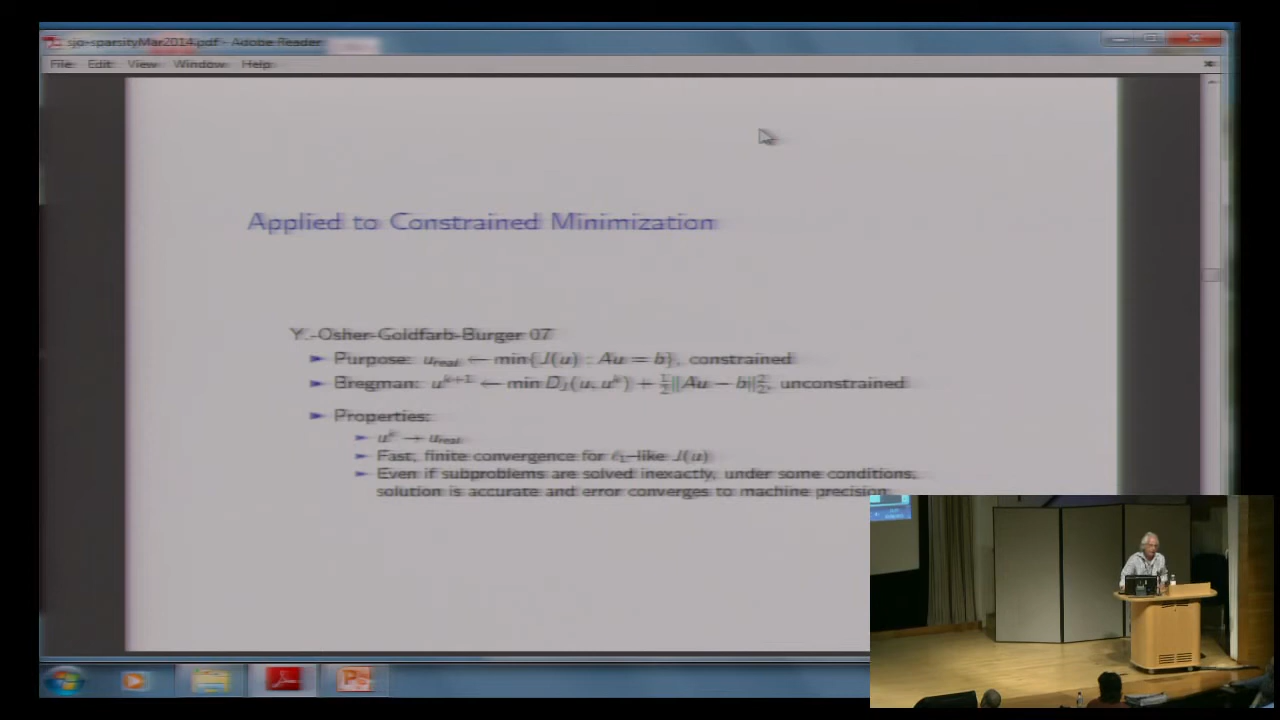 sjo-sparsityMar2014.pdf - Adobe Reader
File Edit View Window Help
Applied to Constrained Minimization
Y.-Osher-Goldfarb-Burger 07
► Purpose: u_real ← min{J(u) : Au = b}, constrained
► Bregman: u^{k+1} ← min D_J(u, u^k) + ½||Au − b||₂², unconstrained
► Properties:
► u^k → u_real
► Fast, finite convergence for ℓ₁-like J(u)
► Even if subproblems are solved inexactly, under some conditions,
solution is accurate and error converges to machine precision